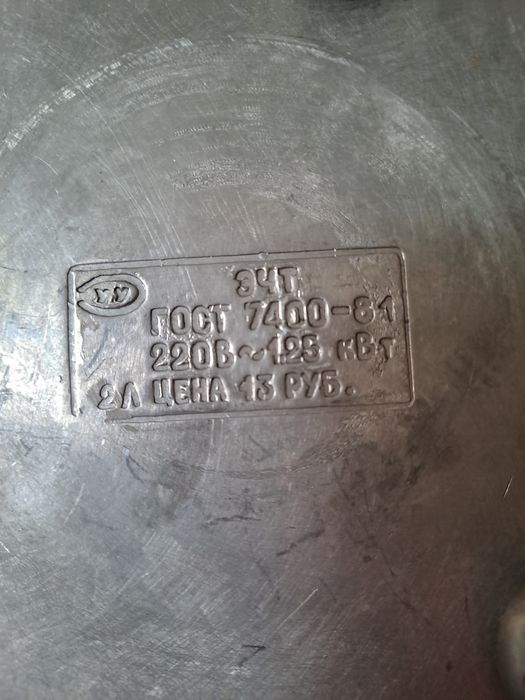 ЭЧТ
ГОСТ 7400-81
220В~1,25 кВт
2Л ЦЕНА 13 РУБ.